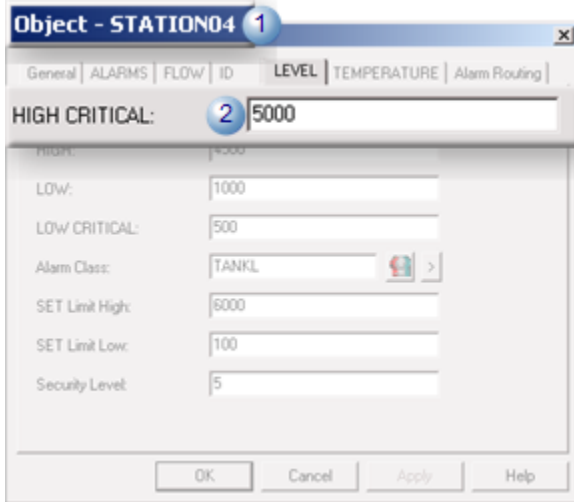 Object - STATION04 1
General ALARMS FLOW ID LEVEL TEMPERATURE Alarm Routing
HIGH CRITICAL: 2 5000
HIGH: 4500
LOW: 1000
LOW CRITICAL: 500
Alarm Class: TANKL >
SET Limit High: 6000
SET Limit Low: 100
Security Level: 5
OK Cancel Apply Help